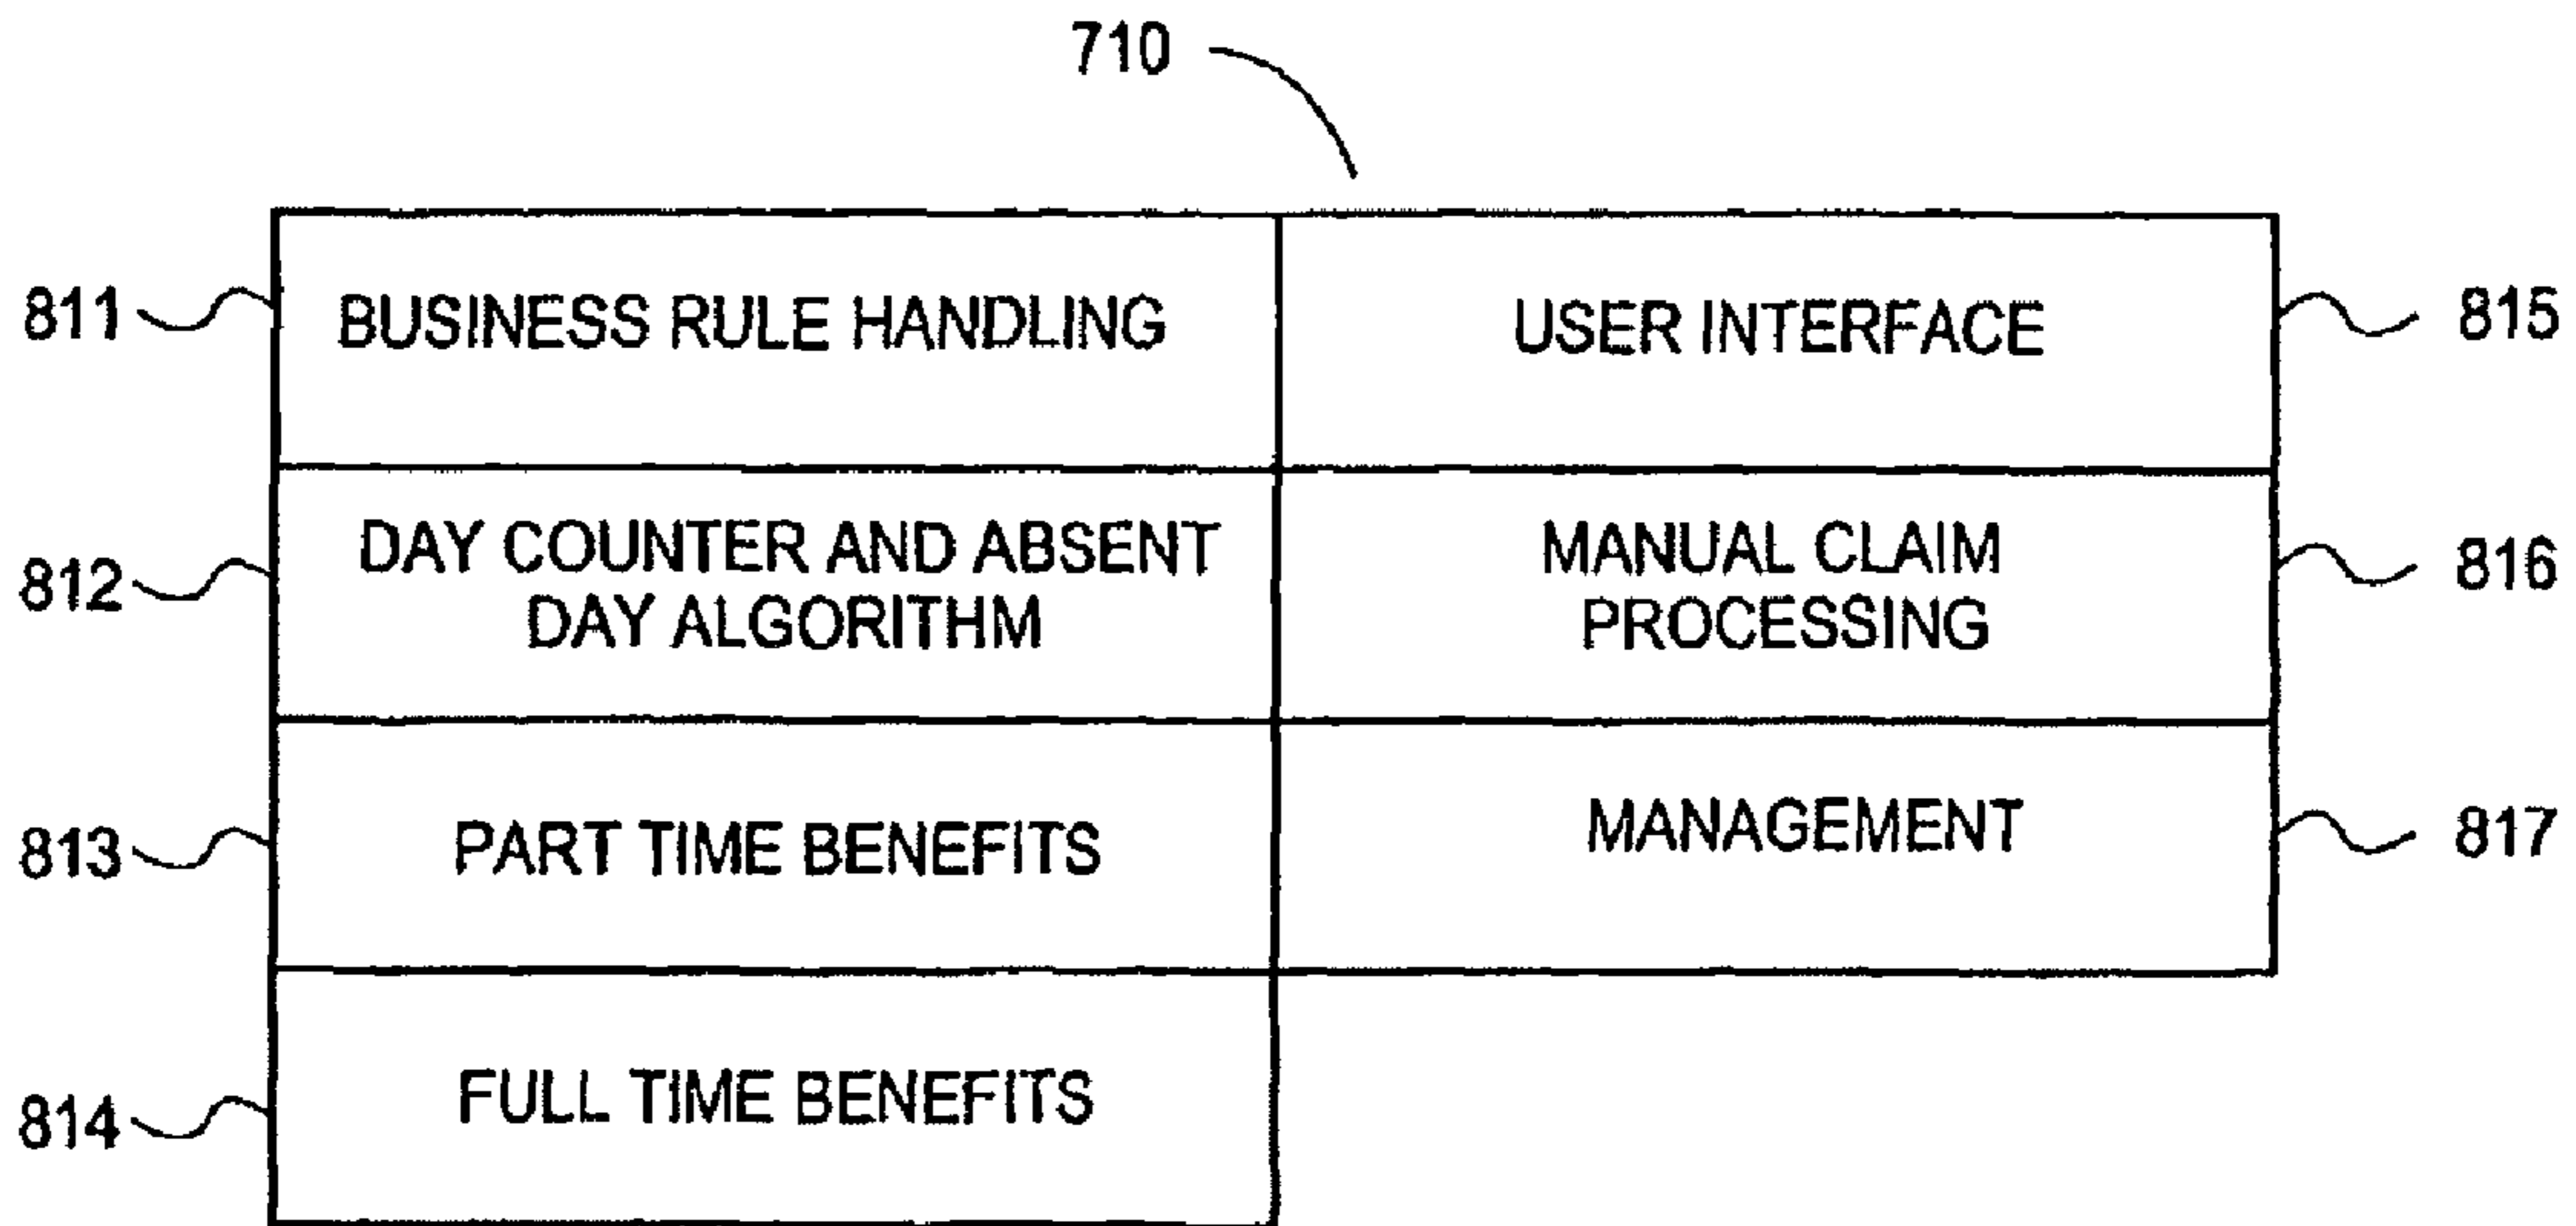 710
811
BUSINESS RULE HANDLING
USER INTERFACE
815
812
DAY COUNTER AND ABSENT
DAY ALGORITHM
MANUAL CLAIM
PROCESSING
816
813
PART TIME BENEFITS
MANAGEMENT
817
814
FULL TIME BENEFITS